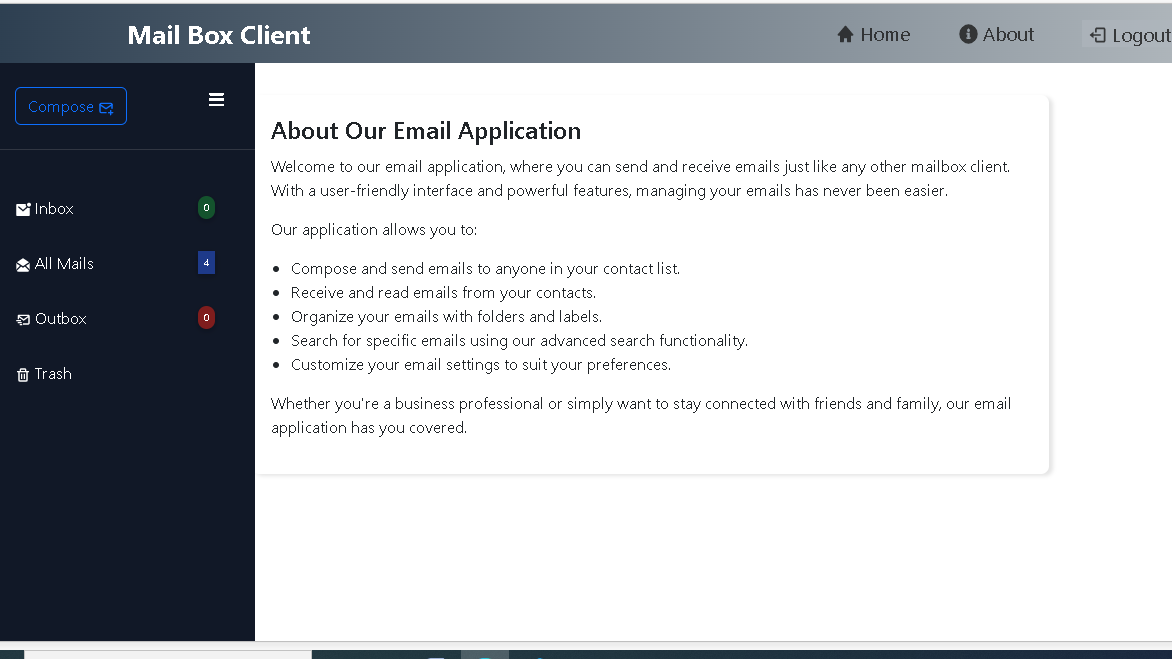 Mail Box Client
Home
About
Logout
Compose
Inbox
0
All Mails
4
Outbox
0
Trash
About Our Email Application
Welcome to our email application, where you can send and receive emails just like any other mailbox client.
With a user-friendly interface and powerful features, managing your emails has never been easier.
Our application allows you to:
Compose and send emails to anyone in your contact list.
Receive and read emails from your contacts.
Organize your emails with folders and labels.
Search for specific emails using our advanced search functionality.
Customize your email settings to suit your preferences.
Whether you're a business professional or simply want to stay connected with friends and family, our email
application has you covered.